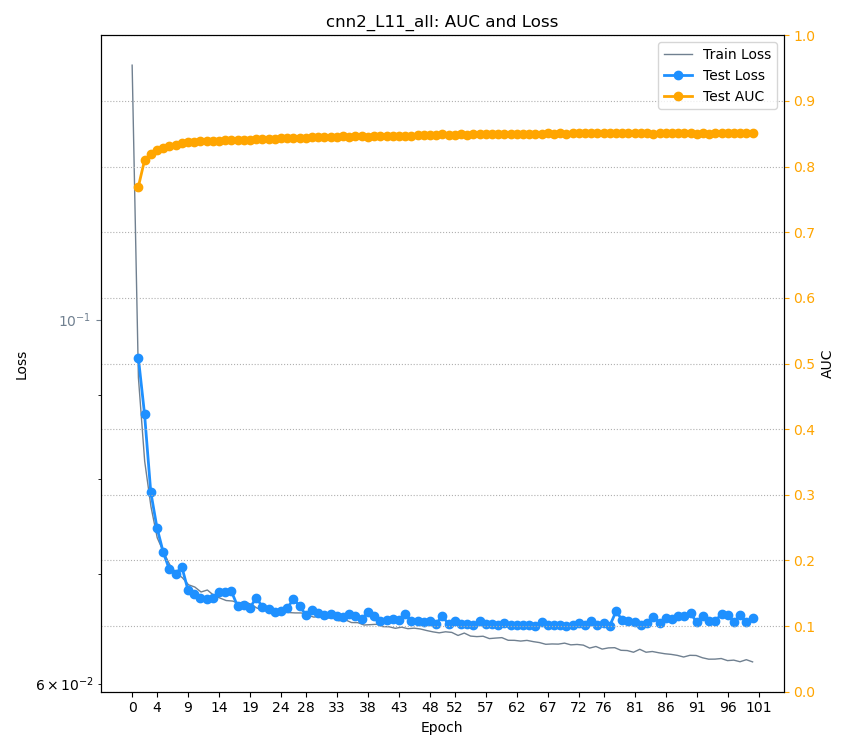 cnn2_L11_all: AUC and Loss
Train Loss
Test Loss
Test AUC
Loss
10⁻¹
6 × 10⁻²
1.0
0.9
0.8
0.7
0.6
0.5
0.4
0.3
0.2
0.1
0.0
AUC
0 4 9 14 19 24 28 33 38 43 48 52 57 62 67 72 76 81 86 91 96 101
Epoch